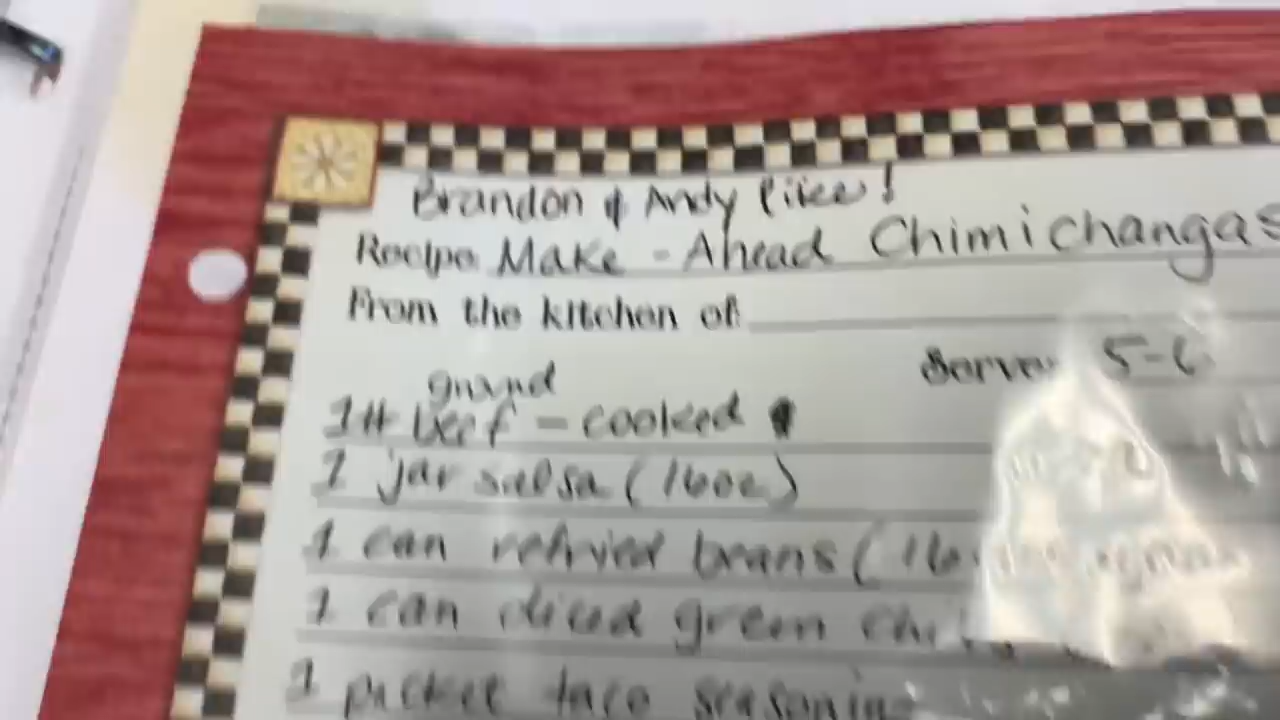 Brandon & Andy like!
Recipe Make - Ahead Chimichangas
From the kitchen of:
Serves 5-6
ground
1# beef - cooked
1 jar salsa (16oz)
1 can refried beans (16
1 can diced green
1 packet taco seasoning